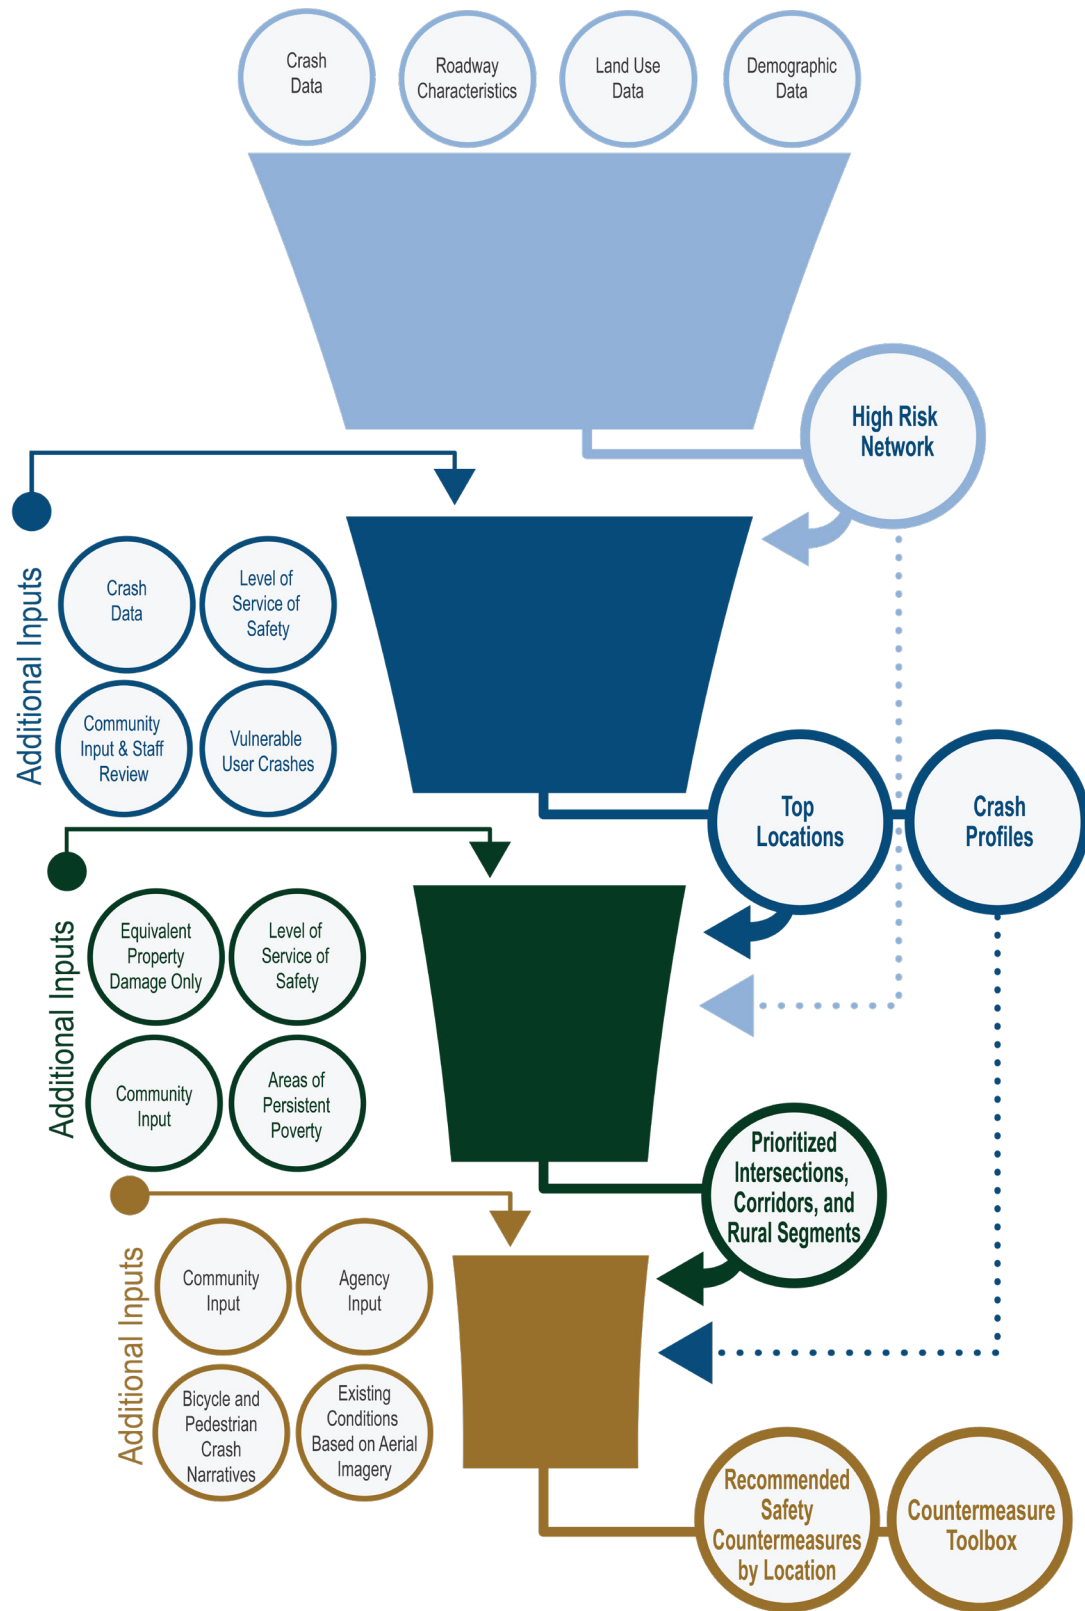 Crash
Data
Roadway
Characteristics
Land Use
Data
Demographic
Data
High Risk
Network
Additional Inputs
Crash
Data
Level of
Service of
Safety
Community
Input & Staff
Review
Vulnerable
User Crashes
Top
Locations
Crash
Profiles
Additional Inputs
Equivalent
Property
Damage Only
Level of
Service of
Safety
Community
Input
Areas of
Persistent
Poverty
Prioritized
Intersections,
Corridors, and
Rural Segments
Additional Inputs
Community
Input
Agency
Input
Bicycle and
Pedestrian
Crash
Narratives
Existing
Conditions
Based on Aerial
Imagery
Recommended
Safety
Countermeasures
by Location
Countermeasure
Toolbox